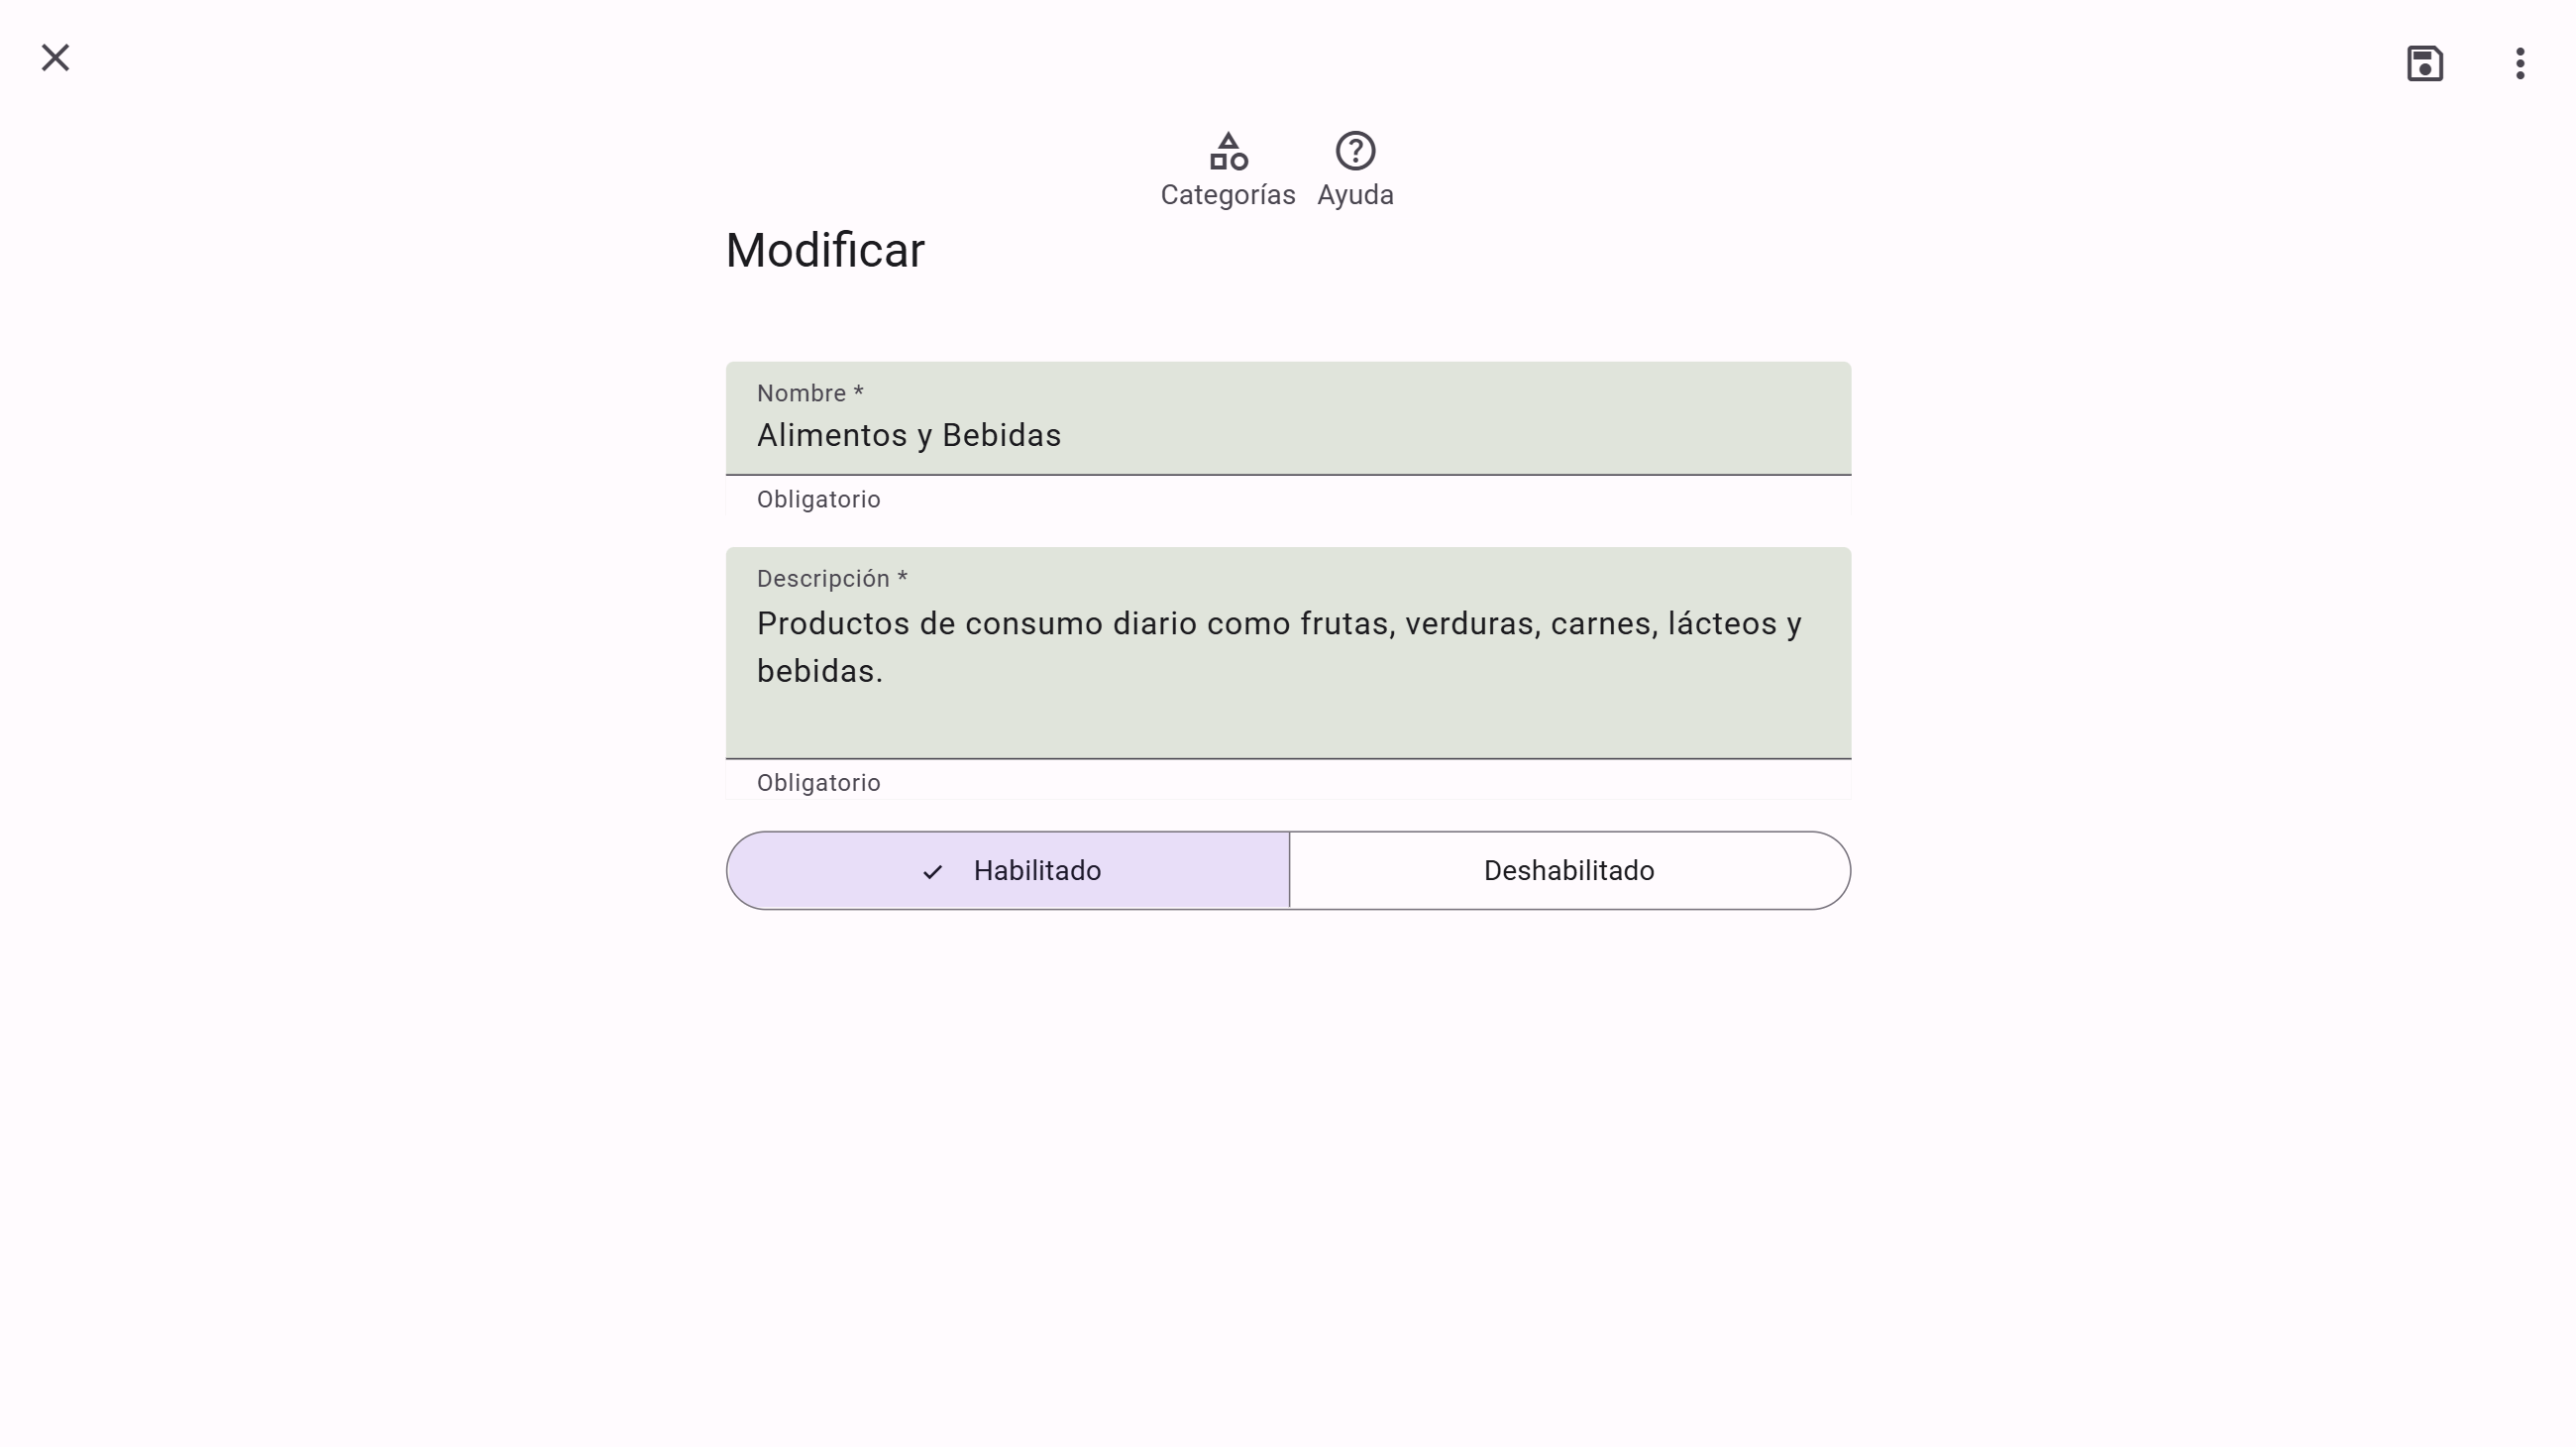 Categorías
Ayuda
Modificar
Nombre *
Alimentos y Bebidas
Obligatorio
Descripción *
Productos de consumo diario como frutas, verduras, carnes, lácteos y
bebidas.
Obligatorio
Habilitado
Deshabilitado